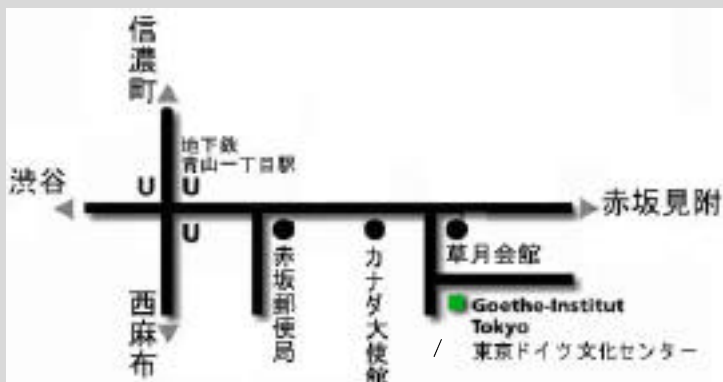 信濃町
地下鉄
青山一丁目駅
渋谷
U U
赤坂見附
U
西麻布
赤坂郵便局
カナダ大使館
草月会館
Goethe-Institut
Tokyo
/ 東京ドイツ文化センター